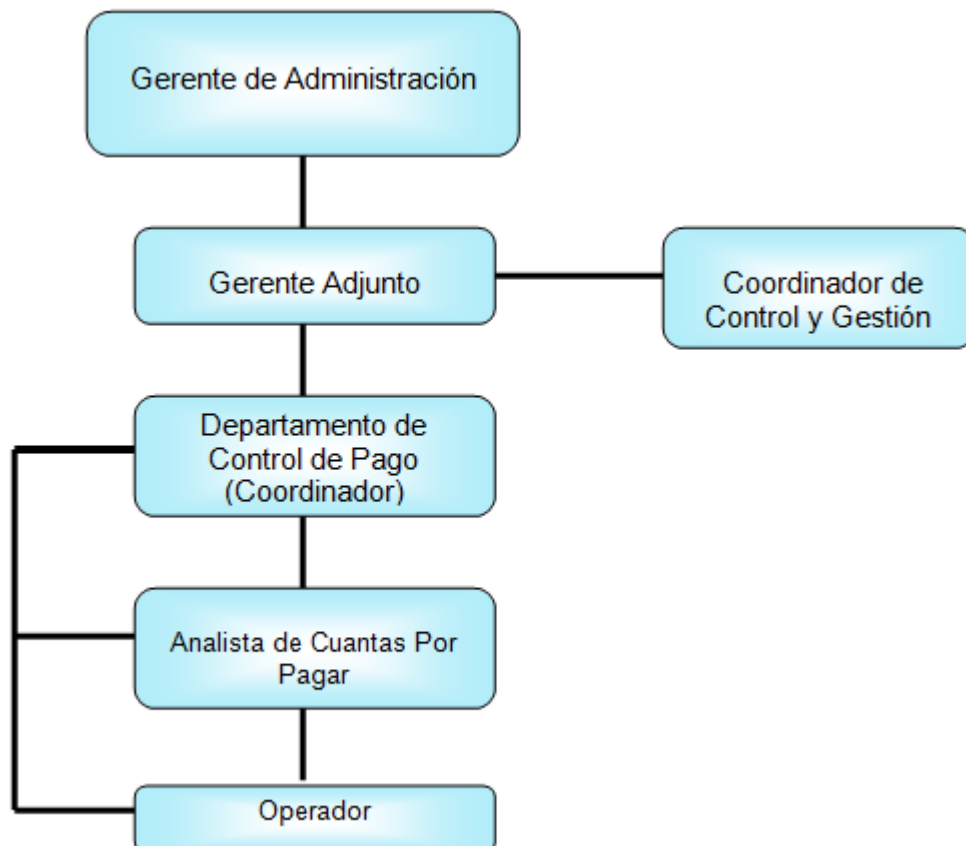 Gerente de Administración
Gerente Adjunto
Coordinador de
Control y Gestión
Departamento de
Control de Pago
(Coordinador)
Analista de Cuantas Por
Pagar
Operador